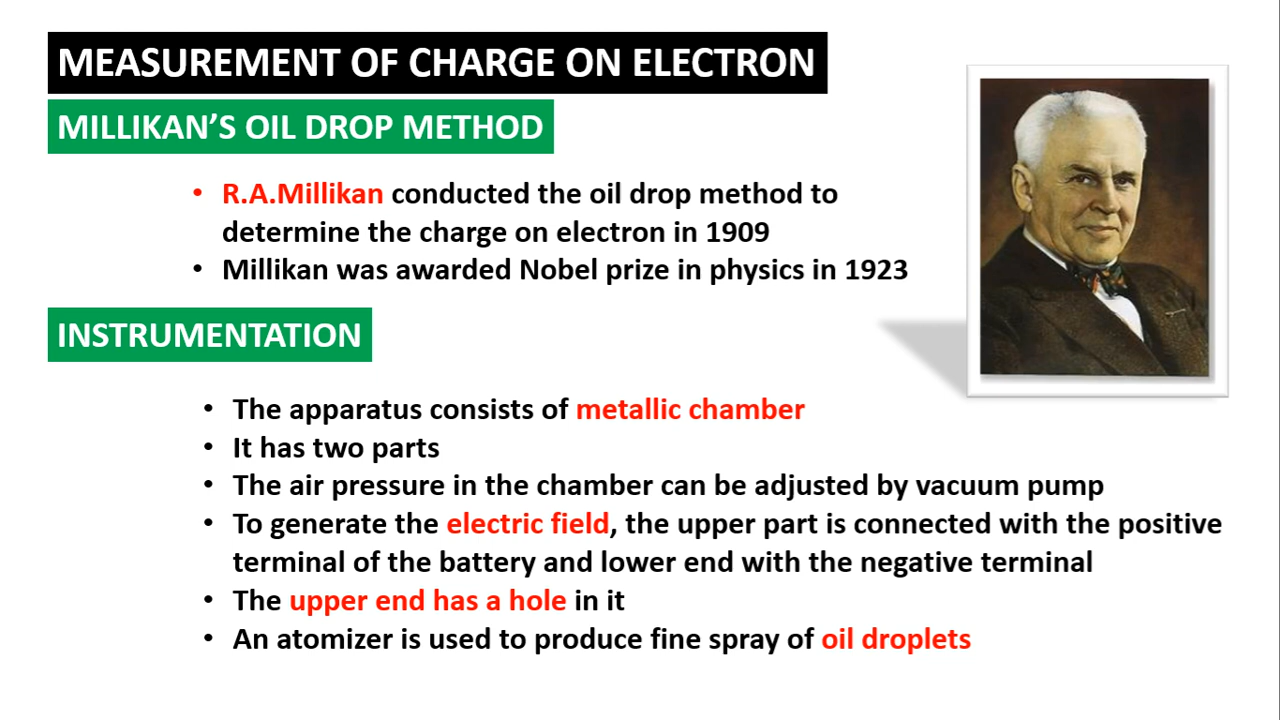 MEASUREMENT OF CHARGE ON ELECTRON
MILLIKAN’S OIL DROP METHOD
• R.A.Millikan conducted the oil drop method to
determine the charge on electron in 1909
• Millikan was awarded Nobel prize in physics in 1923
INSTRUMENTATION
• The apparatus consists of metallic chamber
• It has two parts
• The air pressure in the chamber can be adjusted by vacuum pump
• To generate the electric field, the upper part is connected with the positive
terminal of the battery and lower end with the negative terminal
• The upper end has a hole in it
• An atomizer is used to produce fine spray of oil droplets